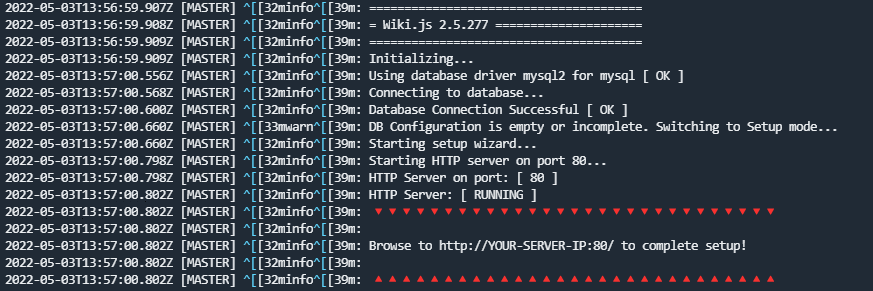 2022-05-03T13:56:59.907Z [MASTER] ^[[32minfo^[[39m: =======================================
2022-05-03T13:56:59.908Z [MASTER] ^[[32minfo^[[39m: = Wiki.js 2.5.277 =====================
2022-05-03T13:56:59.909Z [MASTER] ^[[32minfo^[[39m: =======================================
2022-05-03T13:56:59.909Z [MASTER] ^[[32minfo^[[39m: Initializing...
2022-05-03T13:57:00.556Z [MASTER] ^[[32minfo^[[39m: Using database driver mysql2 for mysql [ OK ]
2022-05-03T13:57:00.568Z [MASTER] ^[[32minfo^[[39m: Connecting to database...
2022-05-03T13:57:00.600Z [MASTER] ^[[32minfo^[[39m: Database Connection Successful [ OK ]
2022-05-03T13:57:00.660Z [MASTER] ^[[33mwarn^[[39m: DB Configuration is empty or incomplete. Switching to Setup mode...
2022-05-03T13:57:00.660Z [MASTER] ^[[32minfo^[[39m: Starting setup wizard...
2022-05-03T13:57:00.798Z [MASTER] ^[[32minfo^[[39m: Starting HTTP server on port 80...
2022-05-03T13:57:00.798Z [MASTER] ^[[32minfo^[[39m: HTTP Server on port: [ 80 ]
2022-05-03T13:57:00.802Z [MASTER] ^[[32minfo^[[39m: HTTP Server: [ RUNNING ]
2022-05-03T13:57:00.802Z [MASTER] ^[[32minfo^[[39m: 🔻🔻🔻🔻🔻🔻🔻🔻🔻🔻🔻🔻🔻🔻🔻🔻🔻🔻🔻🔻🔻🔻🔻🔻🔻🔻🔻🔻🔻
2022-05-03T13:57:00.802Z [MASTER] ^[[32minfo^[[39m:
2022-05-03T13:57:00.802Z [MASTER] ^[[32minfo^[[39m: Browse to http://YOUR-SERVER-IP:80/ to complete setup!
2022-05-03T13:57:00.802Z [MASTER] ^[[32minfo^[[39m:
2022-05-03T13:57:00.802Z [MASTER] ^[[32minfo^[[39m: 🔺🔺🔺🔺🔺🔺🔺🔺🔺🔺🔺🔺🔺🔺🔺🔺🔺🔺🔺🔺🔺🔺🔺🔺🔺🔺🔺🔺🔺